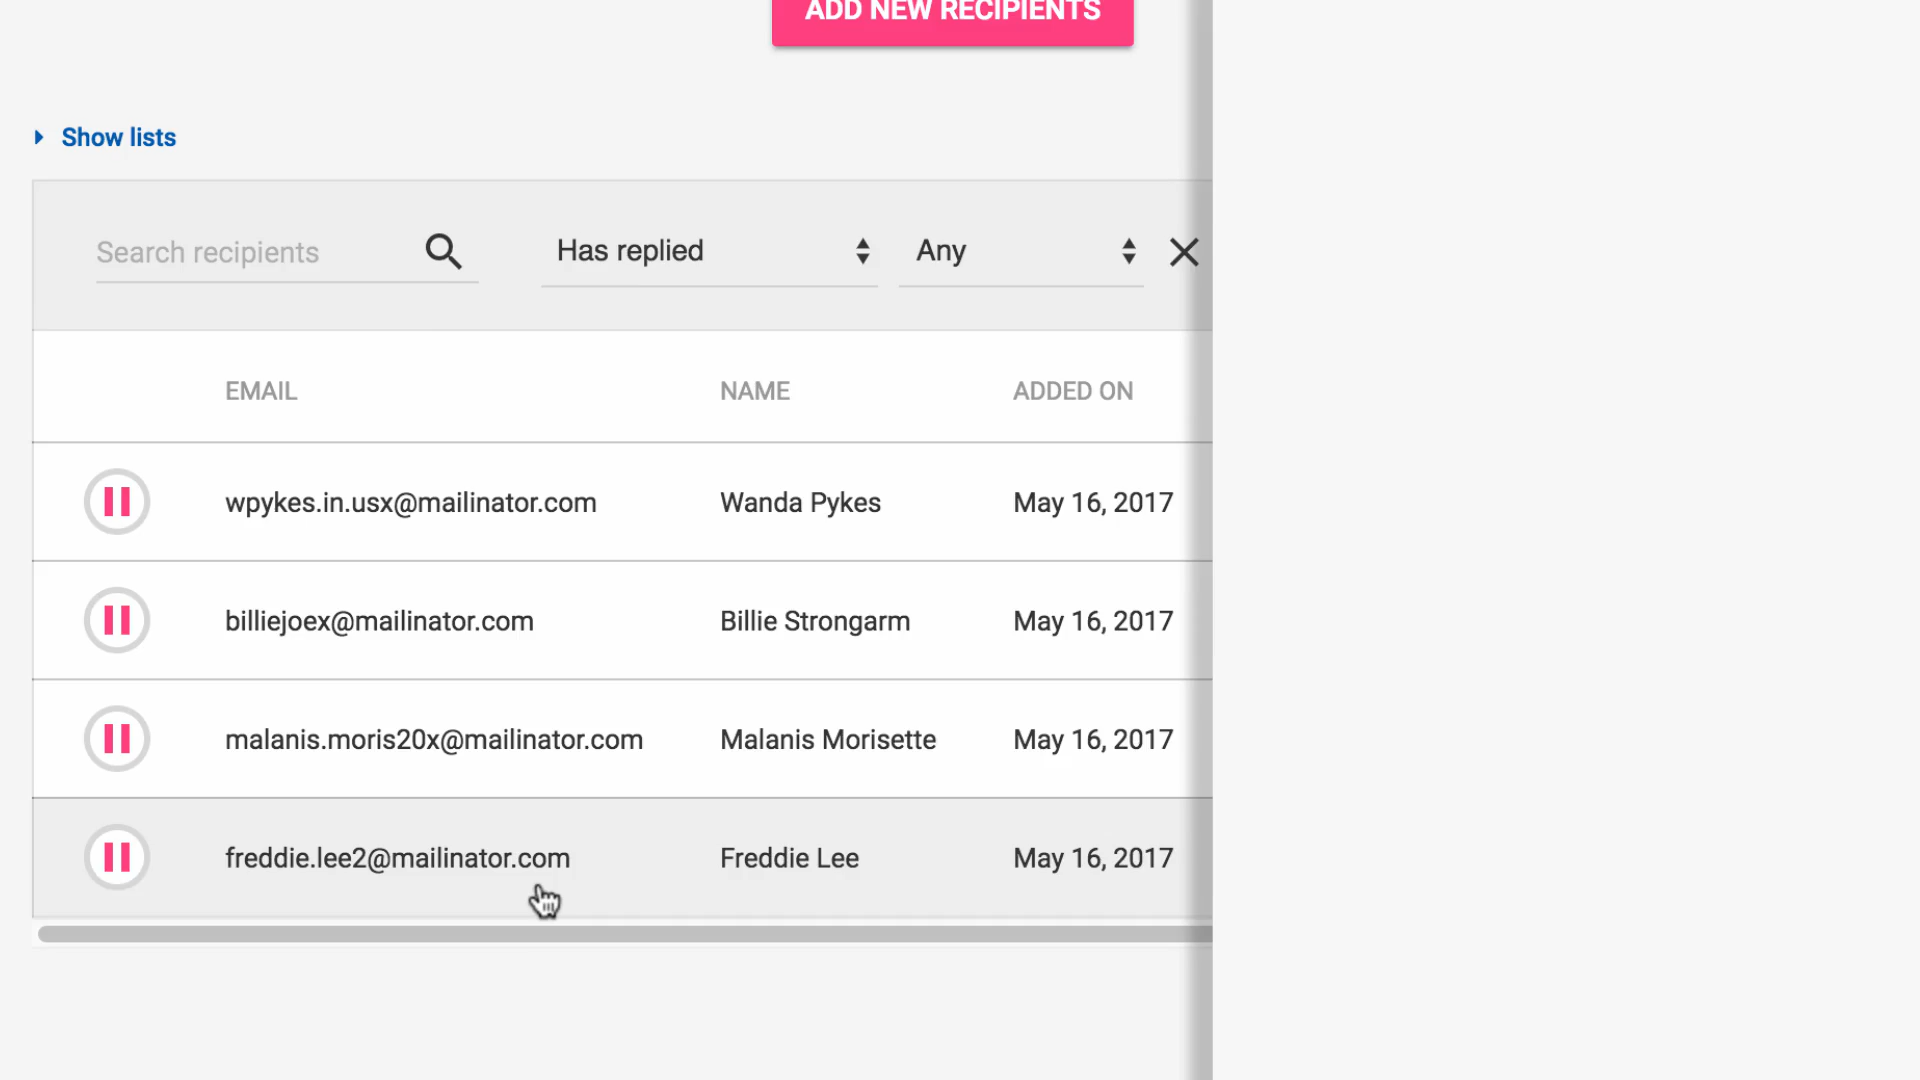 ADD NEW RECIPIENTS
Show lists
Search recipients
Has replied
Any
EMAIL NAME ADDED ON
wpykes.in.usx@mailinator.com Wanda Pykes May 16, 2017
billiejoex@mailinator.com Billie Strongarm May 16, 2017
malanis.moris20x@mailinator.com Malanis Morisette May 16, 2017
freddie.lee2@mailinator.com Freddie Lee May 16, 2017